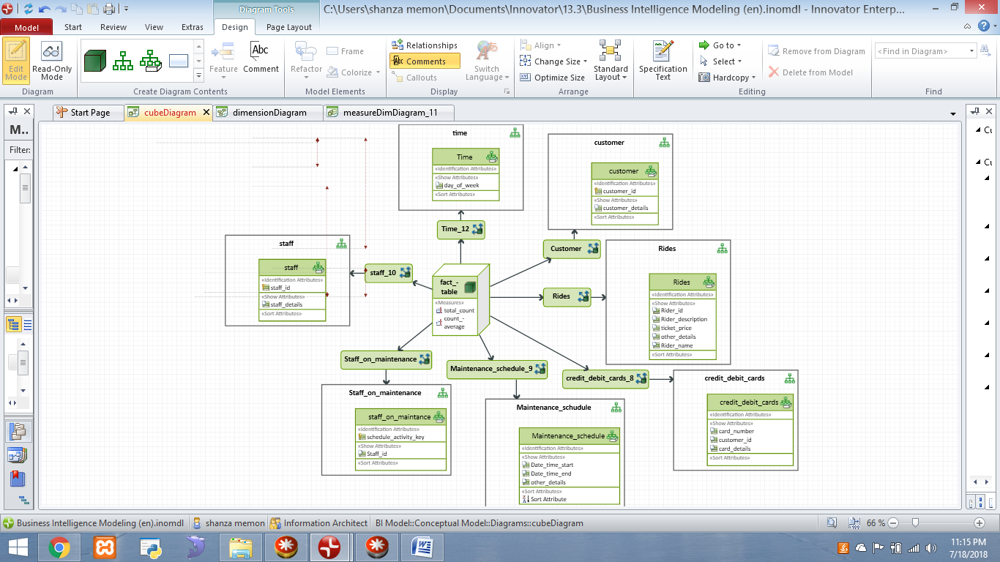 Diagram Tools
C:\Users\shanza memon\Documents\Innovator\13.3\Business Intelligence Modeling (en).inomdl - Innovator Enterp...
Model
Start
Review
View
Extras
Design
Page Layout
Edit Mode
Read-Only Mode
Diagram
Create Diagram Contents
Feature
Abc
Comment
Refactor
Frame
Colorize
Model Elements
Relationships
Comments
Callouts
Switch Language
Display
Align
Change Size
Optimize Size
Standard Layout
Arrange
Specification Text
Go to
Select
Hardcopy
Remove from Diagram
Delete from Model
Editing
<Find in Diagram>
Find
Start Page
cubeDiagram
dimensionDiagram
measureDimDiagram_11
M..
Filter:
Cu
Cu
time
Time
«Identification Attributes»
«Show Attributes»
day_of_week
«Sort Attributes»
customer
customer
«Identification Attributes»
customer_id
«Show Attributes»
customer_details
«Sort Attributes»
Time_12
Customer
staff
staff
«Identification Attributes»
staff_id
«Show Attributes»
staff_details
«Sort Attributes»
staff_10
fact_-
table
«Measures»
total_count
count_-
average
Rides
Rides
Rides
«Identification Attributes»
«Show Attributes»
Rider_id
Rider_description
ticket_price
other_details
Rider_name
«Sort Attributes»
Staff_on_maintenance
Maintenance_schedule_9
credit_debit_cards_8
Staff_on_maintenance
staff_on_maintance
«Identification Attributes»
schedule_activity_key
«Show Attributes»
Staff_id
«Sort Attributes»
Maintenance_schudule
Maintenance_schedule
«Identification Attributes»
«Show Attributes»
Date_time_start
Date_time_end
other_details
«Sort Attributes»
Sort Attribute
credit_debit_cards
credit_debit_cards
«Identification Attributes»
«Show Attributes»
card_number
customer_id
card_details
«Sort Attributes»
Business Intelligence Modeling (en).inomdl
shanza memon
Information Architect
BI Model::Conceptual Model::Diagrams::cubeDiagram
66 %
11:15 PM
7/18/2018